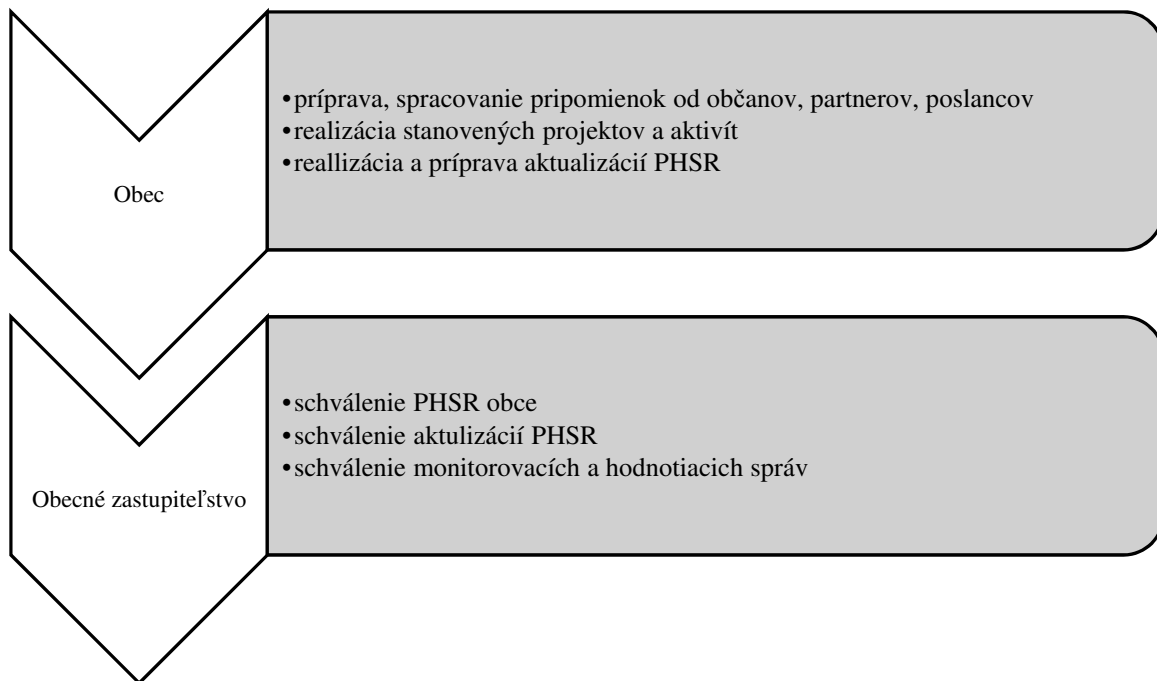 Obec
•príprava, spracovanie pripomienok od občanov, partnerov, poslancov
•realizácia stanovených projektov a aktivít
•reallizácia a príprava aktualizácií PHSR
Obecné zastupiteľstvo
•schválenie PHSR obce
•schválenie aktulizácií PHSR
•schválenie monitorovacích a hodnotiacich správ